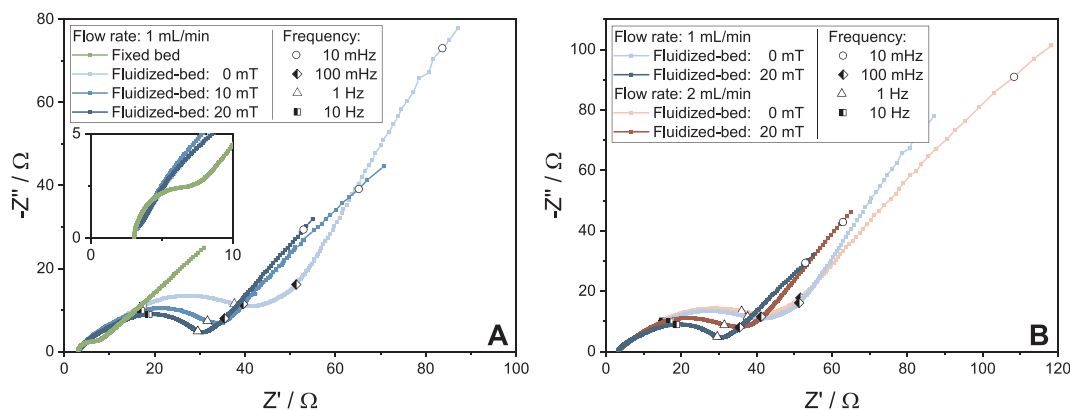 80
60
40
20
0
-Z'' / Ω
Flow rate: 1 mL/min
Fixed bed
Fluidized-bed: 0 mT
Fluidized-bed: 10 mT
Fluidized-bed: 20 mT
Frequency:
10 mHz
100 mHz
1 Hz
10 Hz
5
0
0
10
A
0
20
40
60
80
100
Z' / Ω
100
80
60
40
20
0
-Z'' / Ω
Flow rate: 1 mL/min
Fluidized-bed: 0 mT
Fluidized-bed: 20 mT
Flow rate: 2 mL/min
Fluidized-bed: 0 mT
Fluidized-bed: 20 mT
Frequency:
10 mHz
100 mHz
1 Hz
10 Hz
B
0
20
40
60
80
100
120
Z' / Ω